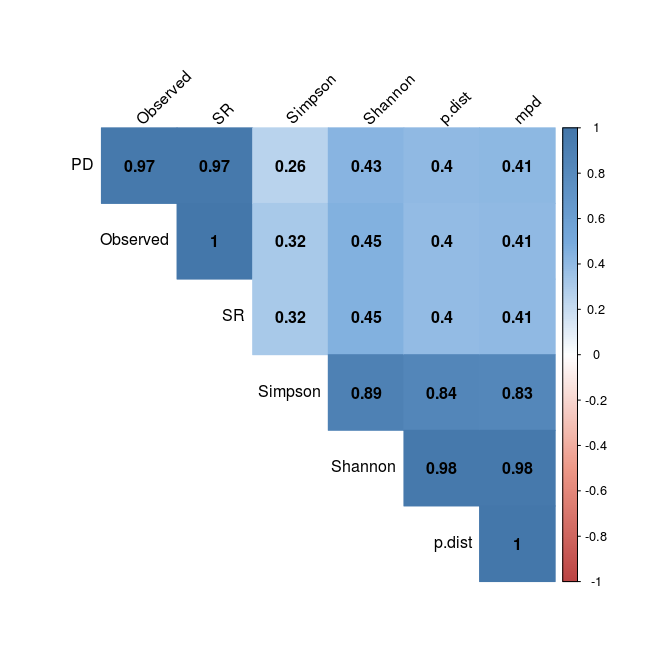 Observed SR Simpson Shannon p.dist mpd
PD 0.97 0.97 0.26 0.43 0.4 0.41
Observed 1 0.32 0.45 0.4 0.41
SR 0.32 0.45 0.4 0.41
Simpson 0.89 0.84 0.83
Shannon 0.98 0.98
p.dist 1
1
0.8
0.6
0.4
0.2
0
-0.2
-0.4
-0.6
-0.8
-1